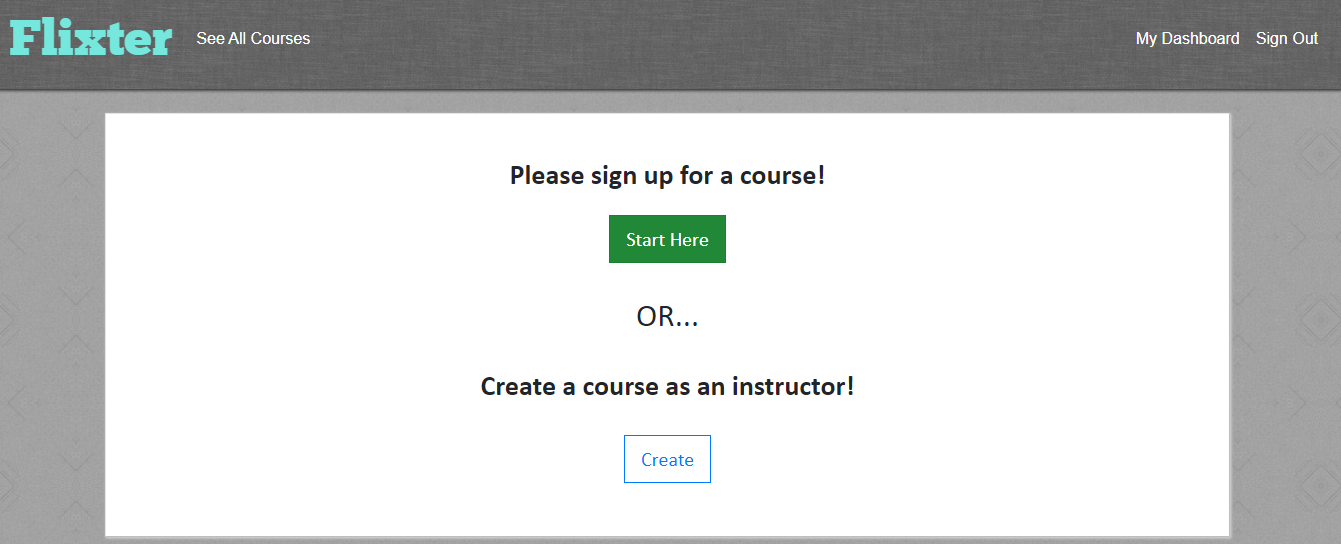 Flixter See All Courses My Dashboard Sign Out
Please sign up for a course!
Start Here
OR...
Create a course as an instructor!
Create